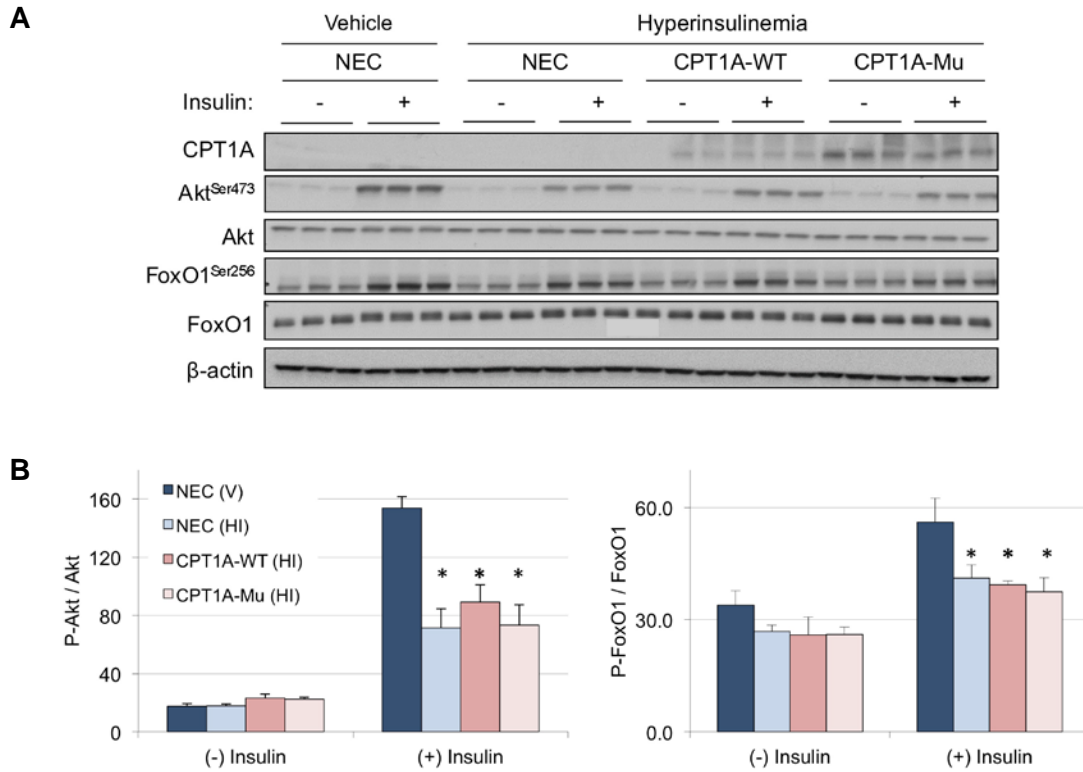 A
Vehicle Hyperinsulinemia
NEC NEC CPT1A-WT CPT1A-Mu
Insulin: - + - + - + - +
CPT1A
Akt^Ser473
Akt
FoxO1^Ser256
FoxO1
β-actin
B
P-Akt / Akt
160
120
80
40
0
NEC (V)
NEC (HI)
CPT1A-WT (HI)
CPT1A-Mu (HI)
* * *
(-) Insulin (+) Insulin
P-FoxO1 / FoxO1
60.0
30.0
0.0
* * *
(-) Insulin (+) Insulin